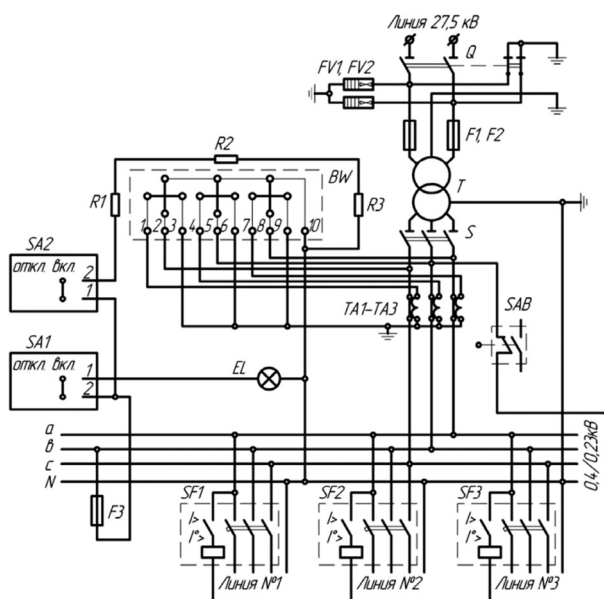 Линия 27,5 кВ
Q
FV1, FV2
F1, F2
R2
BW
T
R1
R3
1 2 3 4 5 6 7 8 9 10
S
SA2
откл. вкл.
2
1
TA1-TA3
SAB
SA1
откл. вкл.
1
2
EL
a
в
c
N
0,4/0,23кВ
F3
SF1
SF2
SF3
I>
I°>
I>
I°>
I>
I°>
Линия №1
Линия №2
Линия №3